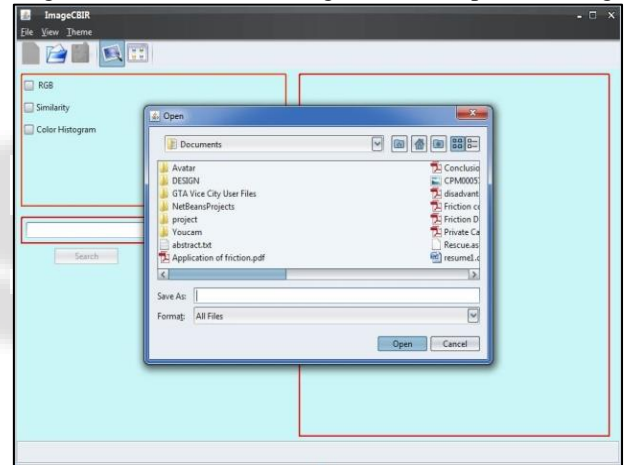 ImageCBIR
File View Theme
RGB
Similarity
Color Histogram
Search
Open
Documents
Avatar
DESIGN
GTA Vice City User Files
NetBeansProjects
project
Youcam
abstract.txt
Application of friction.pdf
Conclusio
CPM0005
disadvant
Friction co
Friction D
Private Ca
Rescue.as
resume1.d
Save As:
Format: All Files
Open Cancel